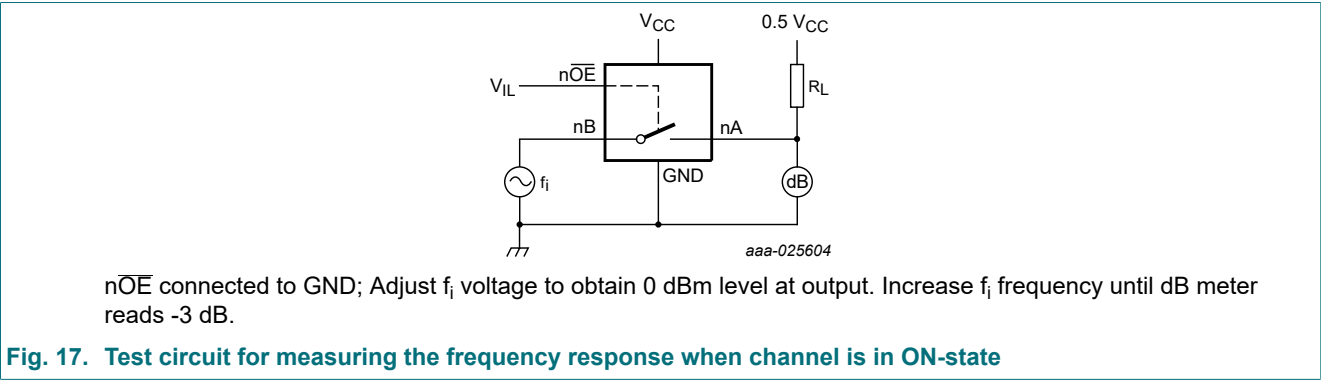 VCC
0.5 VCC
nO̅E̅
VIL
RL
nB
nA
fi
GND
dB
aaa-025604
nO̅E̅ connected to GND; Adjust fi voltage to obtain 0 dBm level at output. Increase fi frequency until dB meter
reads -3 dB.
Fig. 17. Test circuit for measuring the frequency response when channel is in ON-state